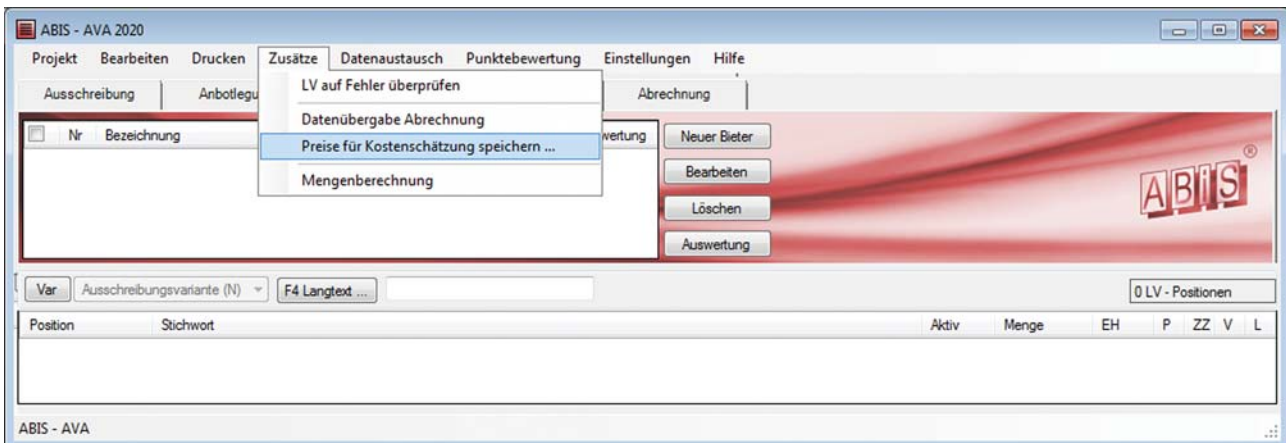 ABIS - AVA 2020
Projekt Bearbeiten Drucken Zusätze Datenaustausch Punktebewertung Einstellungen Hilfe
Ausschreibung Anbotlegu Abrechnung
LV auf Fehler überprüfen
Datenübergabe Abrechnung
Preise für Kostenschätzung speichern ...
Mengenberechnung
Nr Bezeichnung wertung
Neuer Bieter
Bearbeiten
Löschen
Auswertung
ABiS ®
Var Ausschreibungsvariante (N) F4 Langtext ... 0 LV - Positionen
Position Stichwort Aktiv Menge EH P ZZ V L
ABIS - AVA